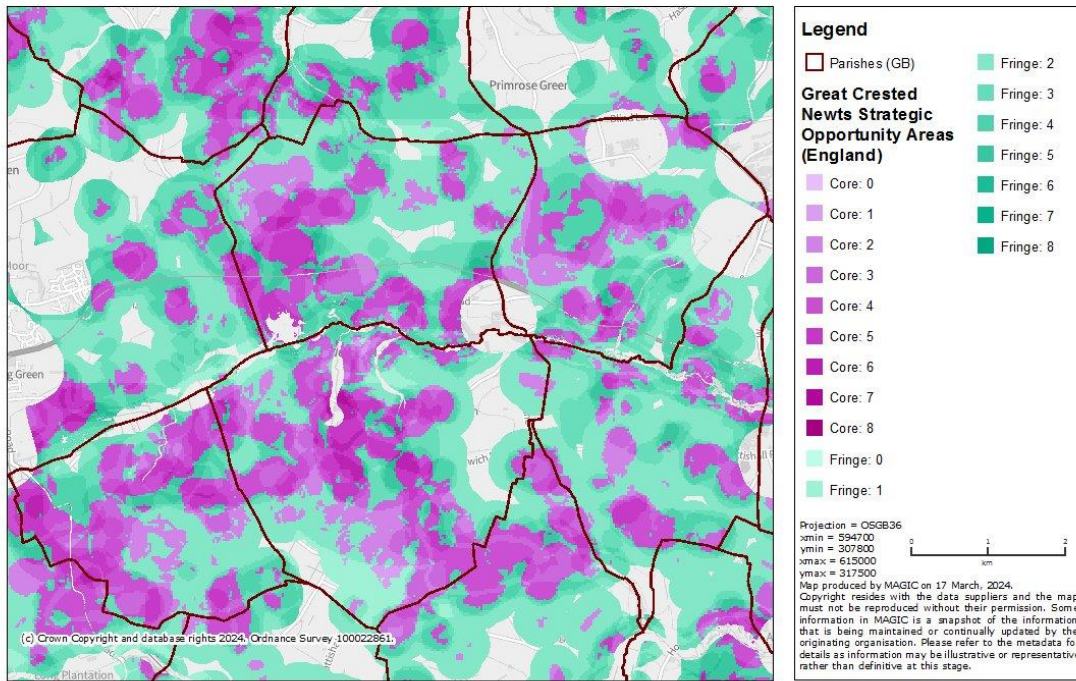 Primrose Green
(c) Crown Copyright and database rights 2024. Ordnance Survey 100022861.
Plantation
Legend
Parishes (GB)
Great Crested
Newts Strategic
Opportunity Areas
(England)
Core: 0
Core: 1
Core: 2
Core: 3
Core: 4
Core: 5
Core: 6
Core: 7
Core: 8
Fringe: 0
Fringe: 1
Fringe: 2
Fringe: 3
Fringe: 4
Fringe: 5
Fringe: 6
Fringe: 7
Fringe: 8
Projection = OSGB36
xmin = 594700
ymin = 307800
xmax = 615000
ymax = 317500
0 1 2
km
Map produced by MAGIC on 17 March, 2024.
Copyright resides with the data suppliers and the map
must not be reproduced without their permission. Some
information in MAGIC is a snapshot of the information
that is being maintained or continually updated by the
originating organisation. Please refer to the metadata fo
details as information may be illustrative or representative
rather than definitive at this stage.